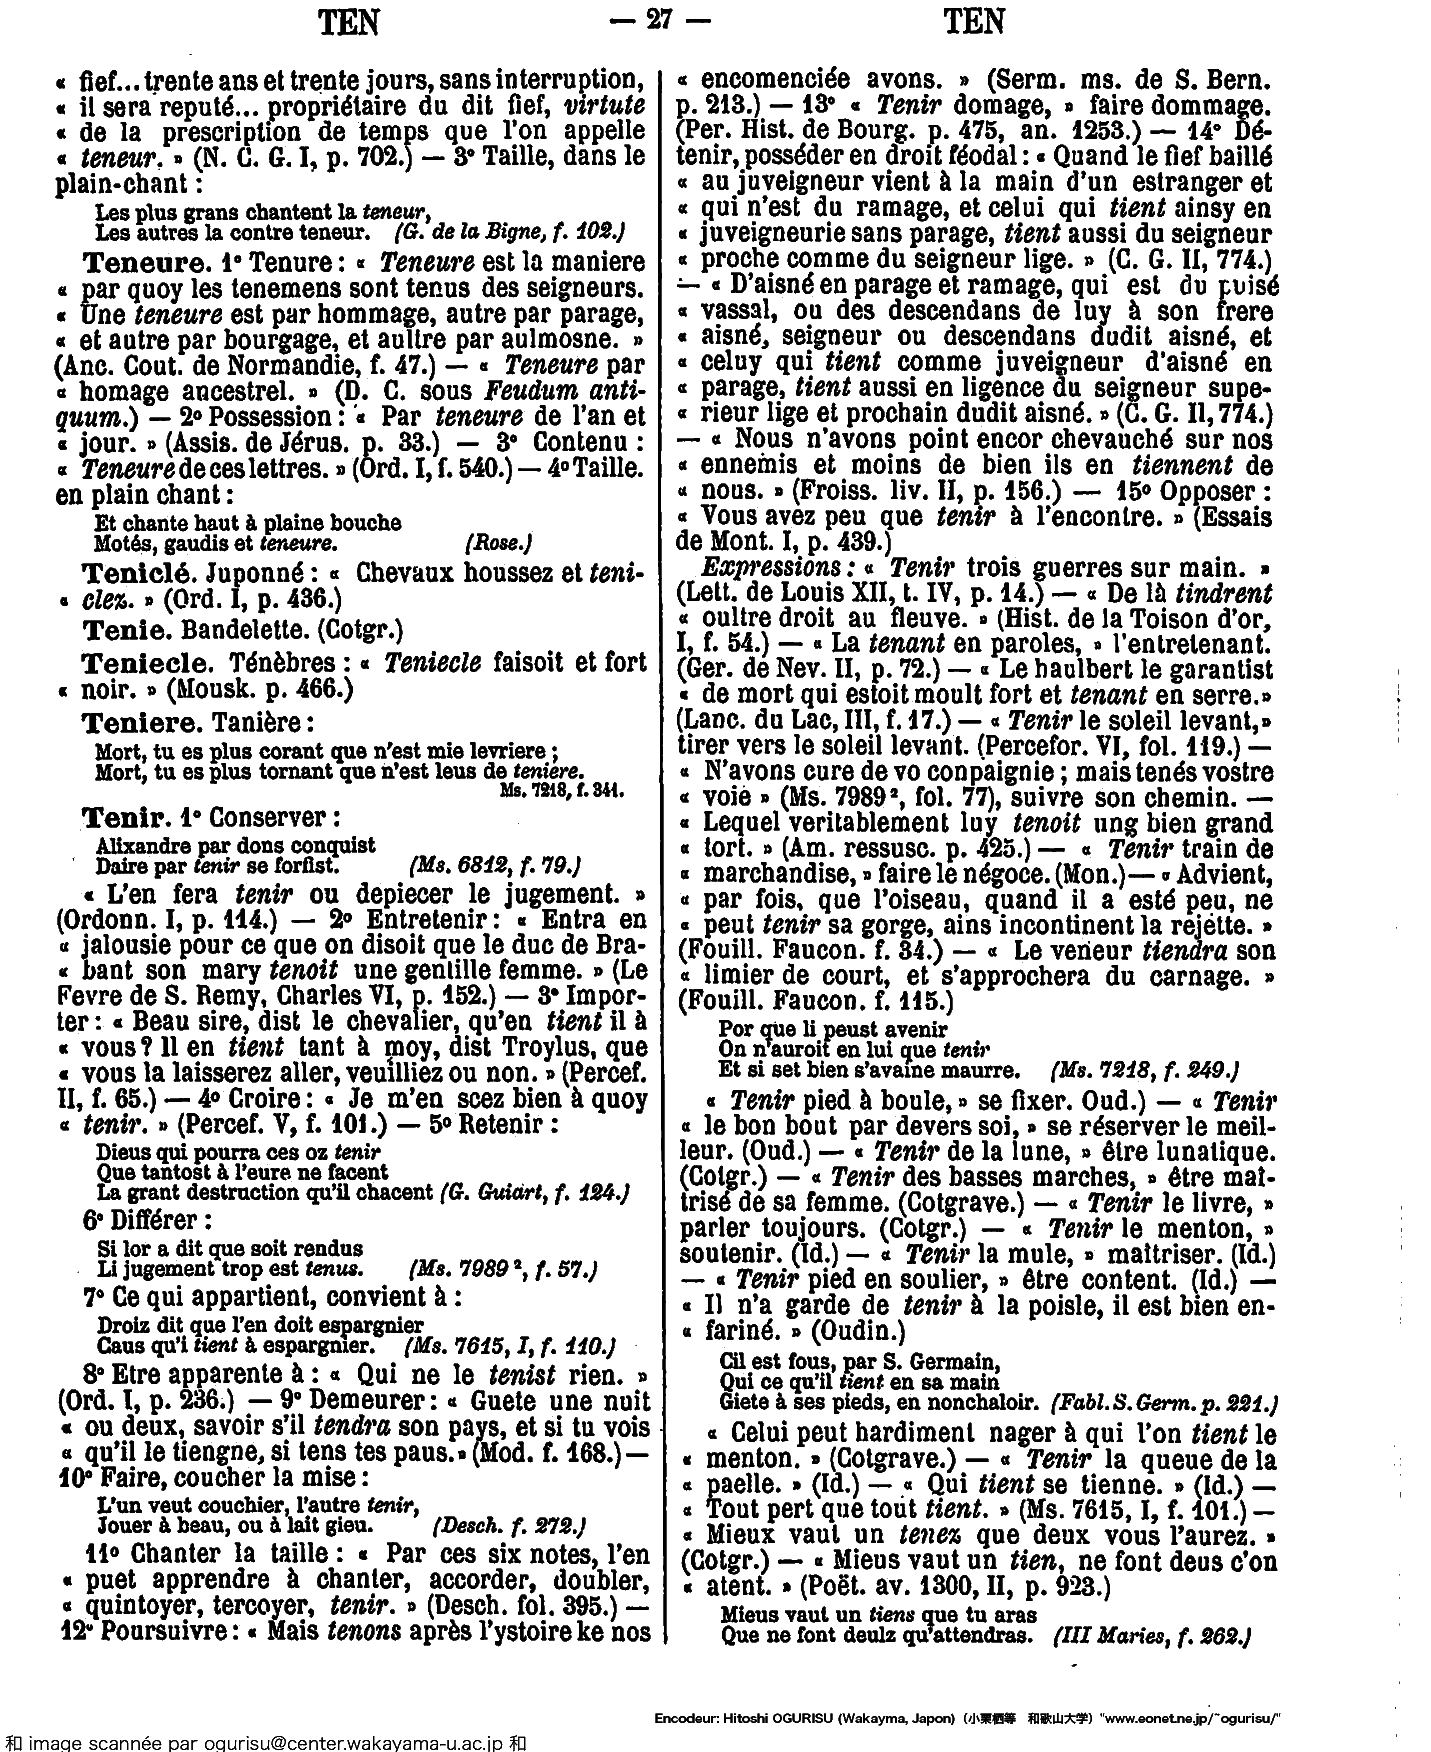 TEN — 27 — TEN
« fief... trente ans et trente jours, sans interruption,
« il sera reputé... propriétaire du dit fief, virtute
« de la prescription de temps que l'on appelle
« teneur. » (N. C. G. I, p. 702.) — 3° Taille, dans le
plain-chant :
Les plus grans chantent la teneur,
Les autres la contre teneur. (G. de la Bigne, f. 102.)
Teneure. 1° Tenure : « Teneure est la maniere
« par quoy les tenemens sont tenus des seigneurs.
« Une teneure est par hommage, autre par parage,
« et autre par bourgage, et aultre par aulmosne. »
(Anc. Cout. de Normandie, f. 47.) — « Teneure par
« homage ancestrel. » (D. C. sous Feudum anti-
quum.) — 2° Possession : « Par teneure de l'an et
« jour. » (Assis. de Jérus. p. 33.) — 3° Contenu :
« Teneure de ces lettres. » (Ord. I, f. 540.) — 4° Taille.
en plain chant :
Et chante haut à plaine bouche
Motés, gaudis et teneure. (Rose.)
Teniclé. Juponné : « Chevaux houssez et teni-
« clez. » (Ord. I, p. 436.)
Tenie. Bandelette. (Cotgr.)
Teniecle. Ténèbres : « Teniecle faisoit et fort
« noir. » (Mousk. p. 466.)
Teniere. Tanière :
Mort, tu es plus corant que n'est mie levriere ;
Mort, tu es plus tornant que n'est leus de teniere.
Ms. 7218, f. 341.
Tenir. 1° Conserver :
Alixandre par dons conquist
Daire par tenir se forfist. (Ms. 6812, f. 79.)
« L'en fera tenir ou depiecer le jugement. »
(Ordonn. I, p. 114.) — 2° Entretenir : « Entra en
« jalousie pour ce que on disoit que le duc de Bra-
« bant son mary tenoit une gentille femme. » (Le
Fevre de S. Remy, Charles VI, p. 152.) — 3° Impor-
ter : « Beau sire, dist le chevalier, qu'en tient il à
« vous? Il en tient tant à moy, dist Troylus, que
« vous la laisserez aller, veuilliez ou non. » (Percef.
II, f. 65.) — 4° Croire : « Je m'en scez bien à quoy
« tenir. » (Percef. V, f. 101.) — 5° Retenir :
Dieus qui pourra ces oz tenir
Que tantost à l'eure ne facent
La grant destruction qu'il chacent (G. Guiart, f. 124.)
6° Différer :
Si lor a dit que soit rendus
Li jugement trop est tenus. (Ms. 7989 ², f. 57.)
7° Ce qui appartient, convient à :
Droiz dit que l'en doit espargnier
Caus qu'i tient à espargnier. (Ms. 7615, I, f. 110.)
8° Etre apparente à : « Qui ne le tenist rien. »
(Ord. I, p. 236.) — 9° Demeurer : « Guete une nuit
« ou deux, savoir s'il tendra son pays, et si tu vois
« qu'il le tiengne, si tens tes paus. » (Mod. f. 168.) —
10° Faire, coucher la mise :
L'un veut couchier, l'autre tenir,
Jouer à beau, ou à lait gieu. (Desch. f. 272.)
11° Chanter la taille : « Par ces six notes, l'en
« puet apprendre à chanter, accorder, doubler,
« quintoyer, tercoyer, tenir. » (Desch. fol. 395.) —
12° Poursuivre : « Mais tenons après l'ystoire ke nos
« encomenciée avons. » (Serm. ms. de S. Bern.
p. 213.) — 13° « Tenir domage, » faire dommage.
(Per. Hist. de Bourg. p. 475, an. 1253.) — 14° Dé-
tenir, posséder en droit féodal : « Quand le fief baillé
« au juveigneur vient à la main d'un estranger et
« qui n'est du ramage, et celui qui tient ainsy en
« juveigneurie sans parage, tient aussi du seigneur
« proche comme du seigneur lige. » (C. G. II, 774.)
— « D'aisné en parage et ramage, qui est du puisé
« vassal, ou des descendans de luy à son frere
« aisné, seigneur ou descendans dudit aisné, et
« celuy qui tient comme juveigneur d'aisné en
« parage, tient aussi en ligence du seigneur supe-
« rieur lige et prochain dudit aisné. » (C. G. II, 774.)
— « Nous n'avons point encor chevauché sur nos
« ennemis et moins de bien ils en tiennent de
« nous. » (Froiss. liv. II, p. 156.) — 15° Opposer :
« Vous avez peu que tenir à l'encontre. » (Essais
de Mont. I, p. 439.)
Expressions : « Tenir trois guerres sur main. »
(Lett. de Louis XII, t. IV, p. 14.) — « De là tindrent
« oultre droit au fleuve. » (Hist. de la Toison d'or,
I, f. 54.) — « La tenant en paroles, » l'entretenant.
(Ger. de Nev. II, p. 72.) — « Le haulbert le garantist
« de mort qui estoit moult fort et tenant en serre. »
(Lanc. du Lac, III, f. 17.) — « Tenir le soleil levant, »
tirer vers le soleil levant. (Percefor. VI, fol. 119.) —
« N'avons cure de vo conpaignie ; mais tenés vostre
« voie » (Ms. 7989 ², fol. 77), suivre son chemin. —
« Lequel veritablement luy tenoit ung bien grand
« tort. » (Am. ressusc. p. 425.) — « Tenir train de
« marchandise, » faire le négoce. (Mon.) — « Advient,
« par fois, que l'oiseau, quand il a esté peu, ne
« peut tenir sa gorge, ains incontinent la rejette. »
(Fouill. Faucon. f. 34.) — « Le veneur tiendra son
« limier de court, et s'approchera du carnage. »
(Fouill. Faucon. f. 115.)
Por que li peust avenir
On n'auroit en lui que tenir
Et si set bien s'avaine maurre. (Ms. 7218, f. 249.)
« Tenir pied à boule, » se fixer. Oud.) — « Tenir
« le bon bout par devers soi, » se réserver le meil-
leur. (Oud.) — « Tenir de la lune, » être lunatique.
(Cotgr.) — « Tenir des basses marches, » être maî-
trisé de sa femme. (Cotgrave.) — « Tenir le livre, »
parler toujours. (Cotgr.) — « Tenir le menton, »
soutenir. (Id.) — « Tenir la mule, » maîtriser. (Id.)
— « Tenir pied en soulier, » être content. (Id.) —
« Il n'a garde de tenir à la poisle, il est bien en-
« fariné. » (Oudin.)
Cil est fous, par S. Germain,
Qui ce qu'il tient en sa main
Giete à ses pieds, en nonchaloir. (Fabl. S. Germ. p. 221.)
« Celui peut hardiment nager à qui l'on tient le
« menton. » (Cotgrave.) — « Tenir la queue de la
« paelle. » (Id.) — « Qui tient se tienne. » (Id.) —
« Tout pert que tout tient. » (Ms. 7615, I, f. 101.) —
« Mieux vaut un tenez que deux vous l'aurez. »
(Cotgr.) — « Mieus vaut un tien, ne font deus c'on
« atent. » (Poët. av. 1300, II, p. 923.)
Mieus vaut un tiens que tu aras
Que ne font deulz qu'attendras. (III Maries, f. 262.)
Encodeur: Hitoshi OGURISU (Wakayma, Japon) (小栗栖等 和歌山大学) "www.eonet.ne.jp/~ogurisu/"
和 image scannée par ogurisu@center.wakayama-u.ac.jp 和